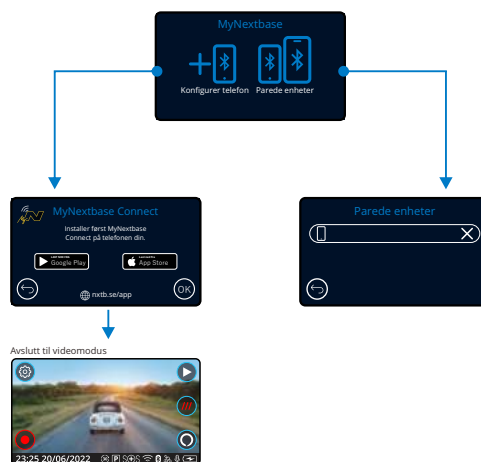 MyNextbase
Konfigurer telefon
Parede enheter
MyNextbase Connect
Installer først MyNextbase
Connect på telefonen din.
Google Play
App Store
nxtb.se/app
OK
Parede enheter
Avslutt til videomodus
23:25 20/06/2022